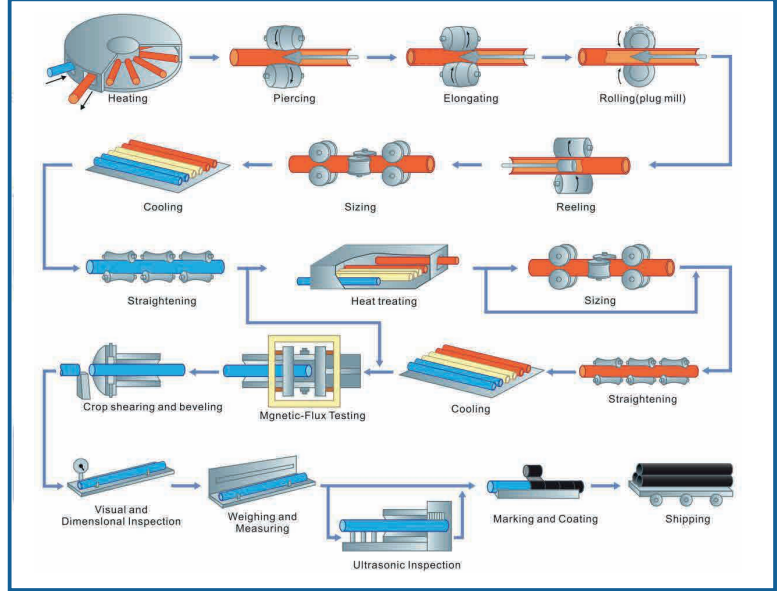 Heating
Piercing
Elongating
Rolling(plug mill)
Cooling
Sizing
Reeling
Straightening
Heat treating
Sizing
Crop shearing and beveling
Mgnetic-Flux Testing
Cooling
Straightening
Visual and
Dimenslonal Inspection
Weighing and
Measuring
Ultrasonic Inspection
Marking and Coating
Shipping